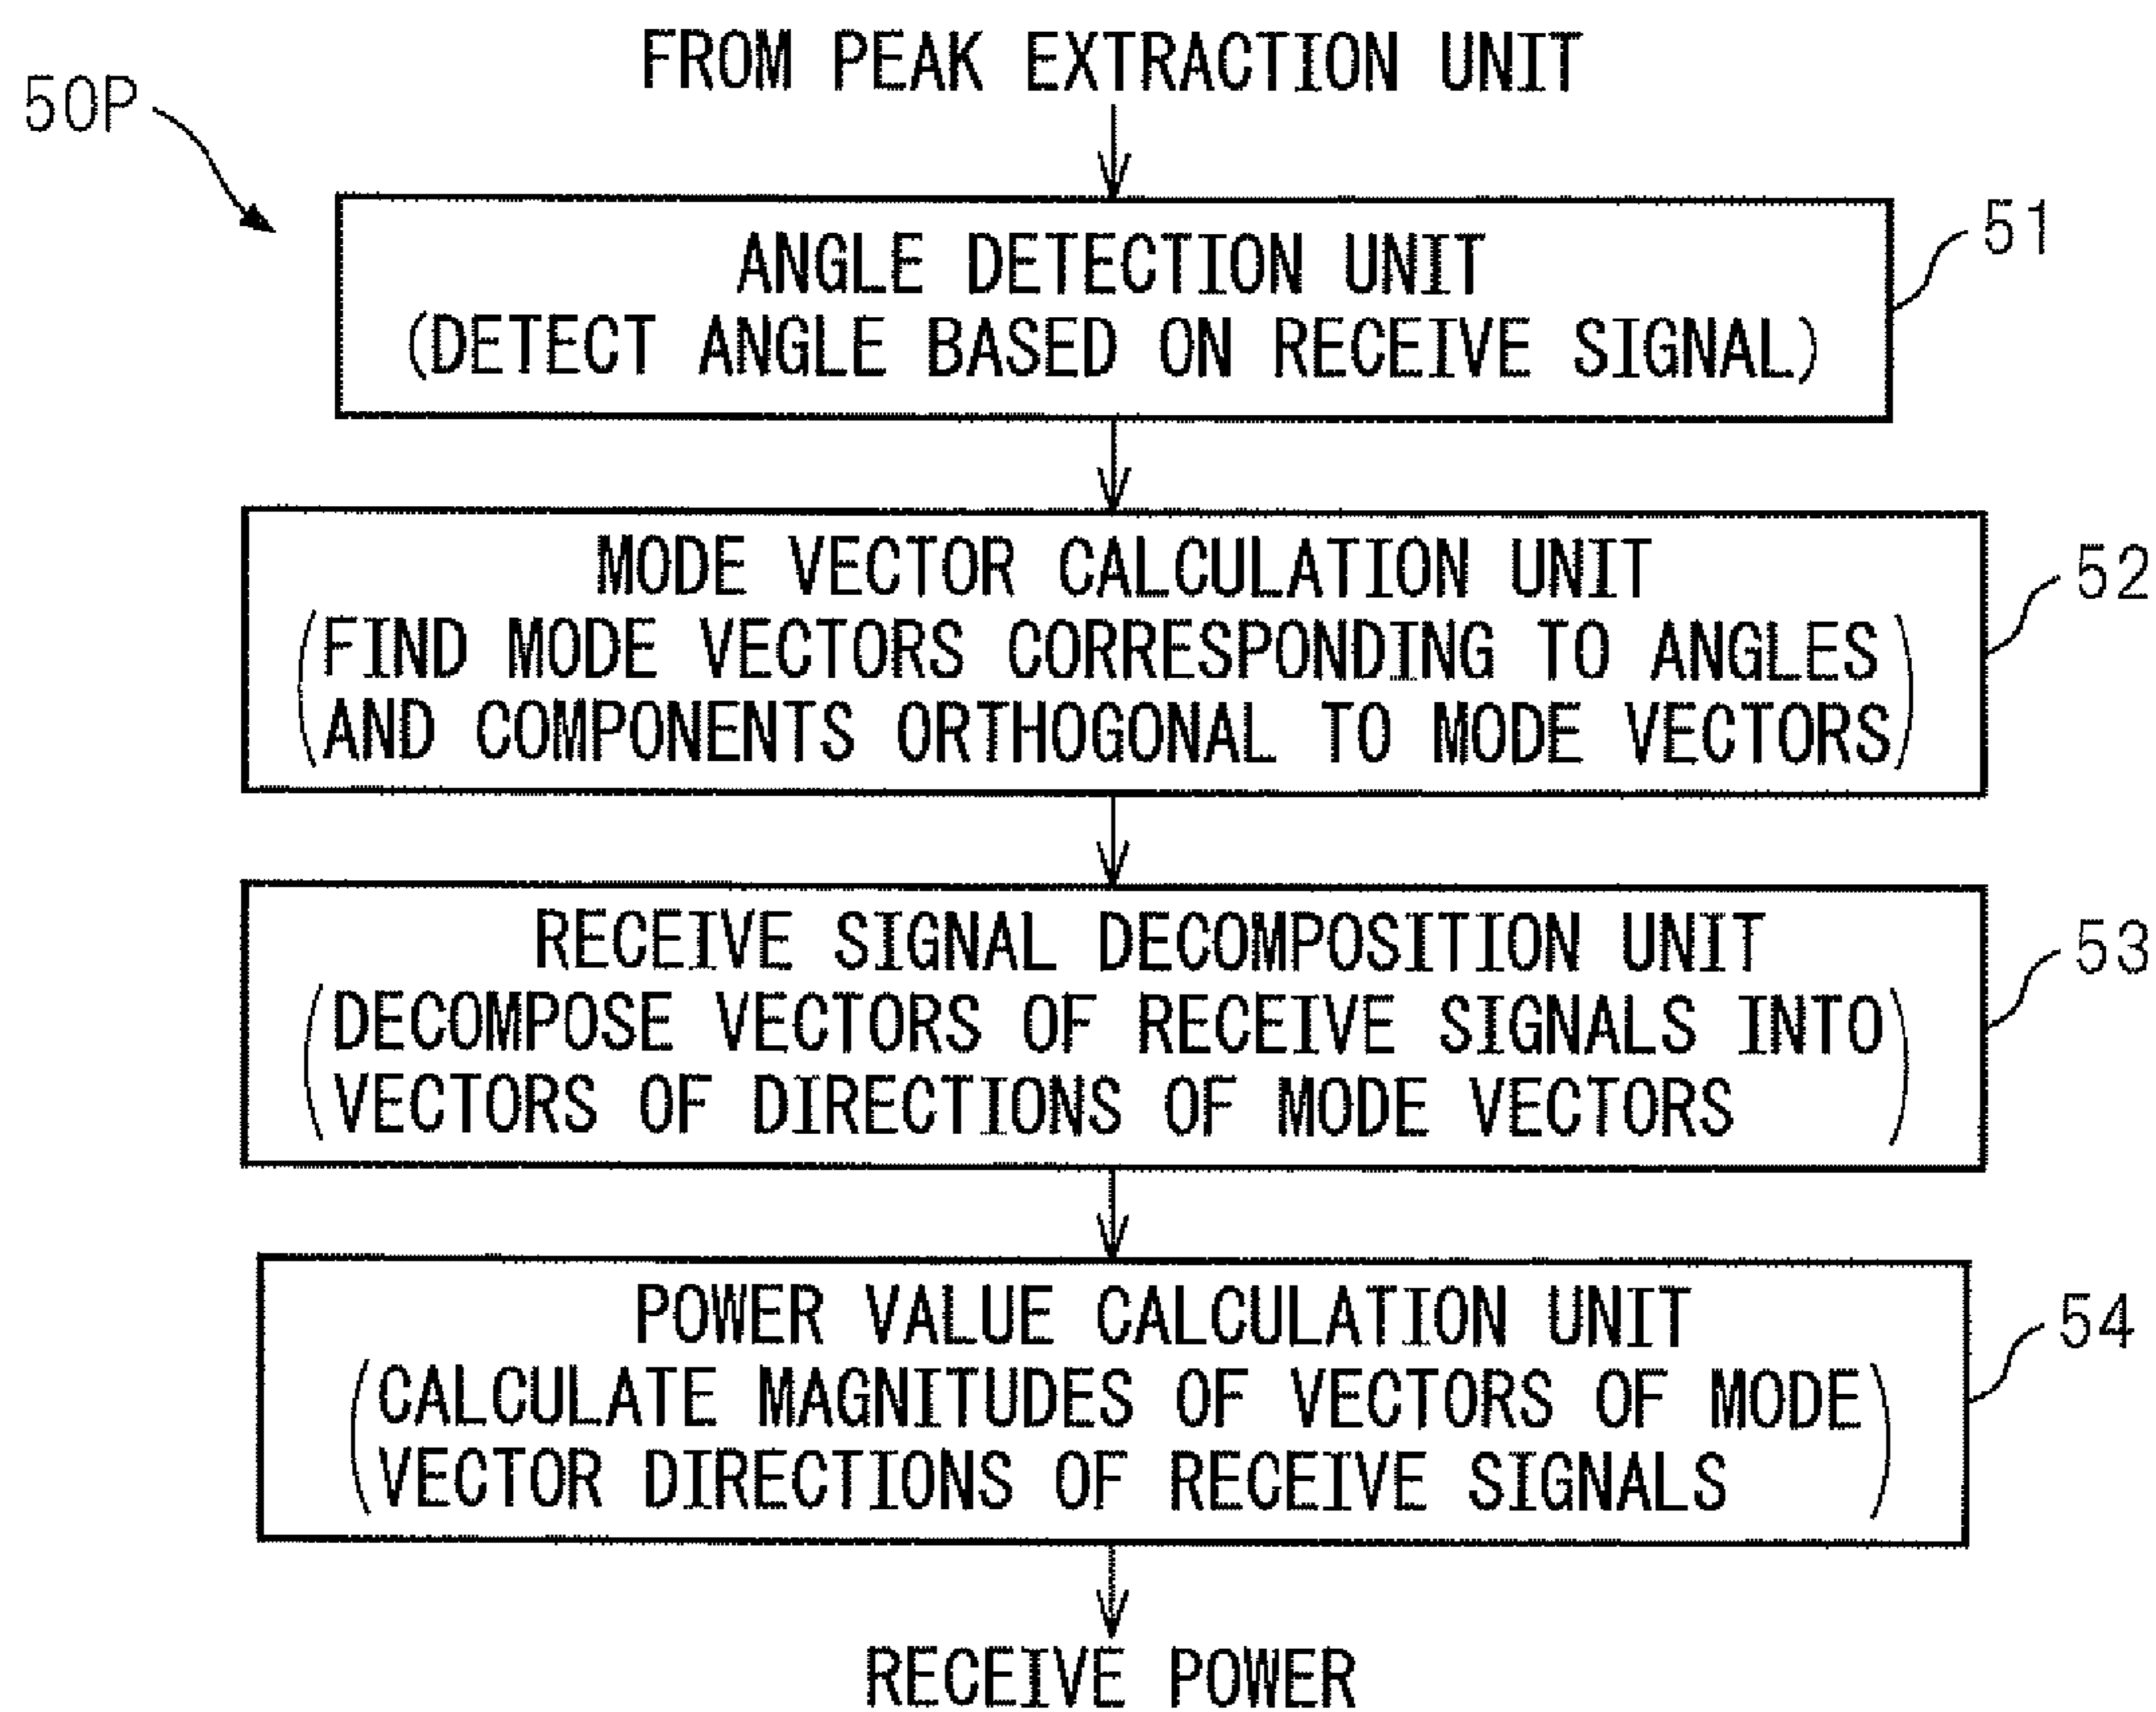 FROM PEAK EXTRACTION UNIT
50P
ANGLE DETECTION UNIT
(DETECT ANGLE BASED ON RECEIVE SIGNAL)
51
MODE VECTOR CALCULATION UNIT
(FIND MODE VECTORS CORRESPONDING TO ANGLES
AND COMPONENTS ORTHOGONAL TO MODE VECTORS)
52
RECEIVE SIGNAL DECOMPOSITION UNIT
(DECOMPOSE VECTORS OF RECEIVE SIGNALS INTO
VECTORS OF DIRECTIONS OF MODE VECTORS)
53
POWER VALUE CALCULATION UNIT
(CALCULATE MAGNITUDES OF VECTORS OF MODE
VECTOR DIRECTIONS OF RECEIVE SIGNALS)
54
RECEIVE POWER